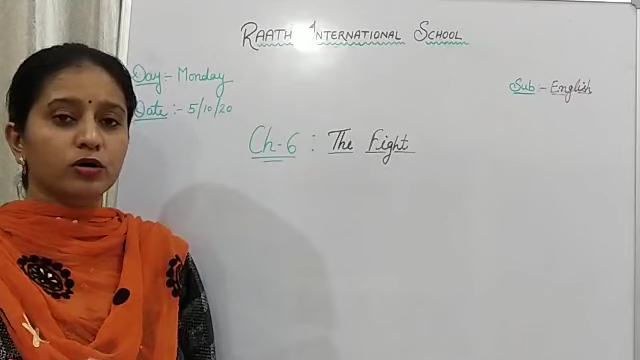 RAATH INTERNATIONAL SCHOOL
Day :- Monday
Sub - English
Date :- 5/10/20
Ch-6 : The Fight